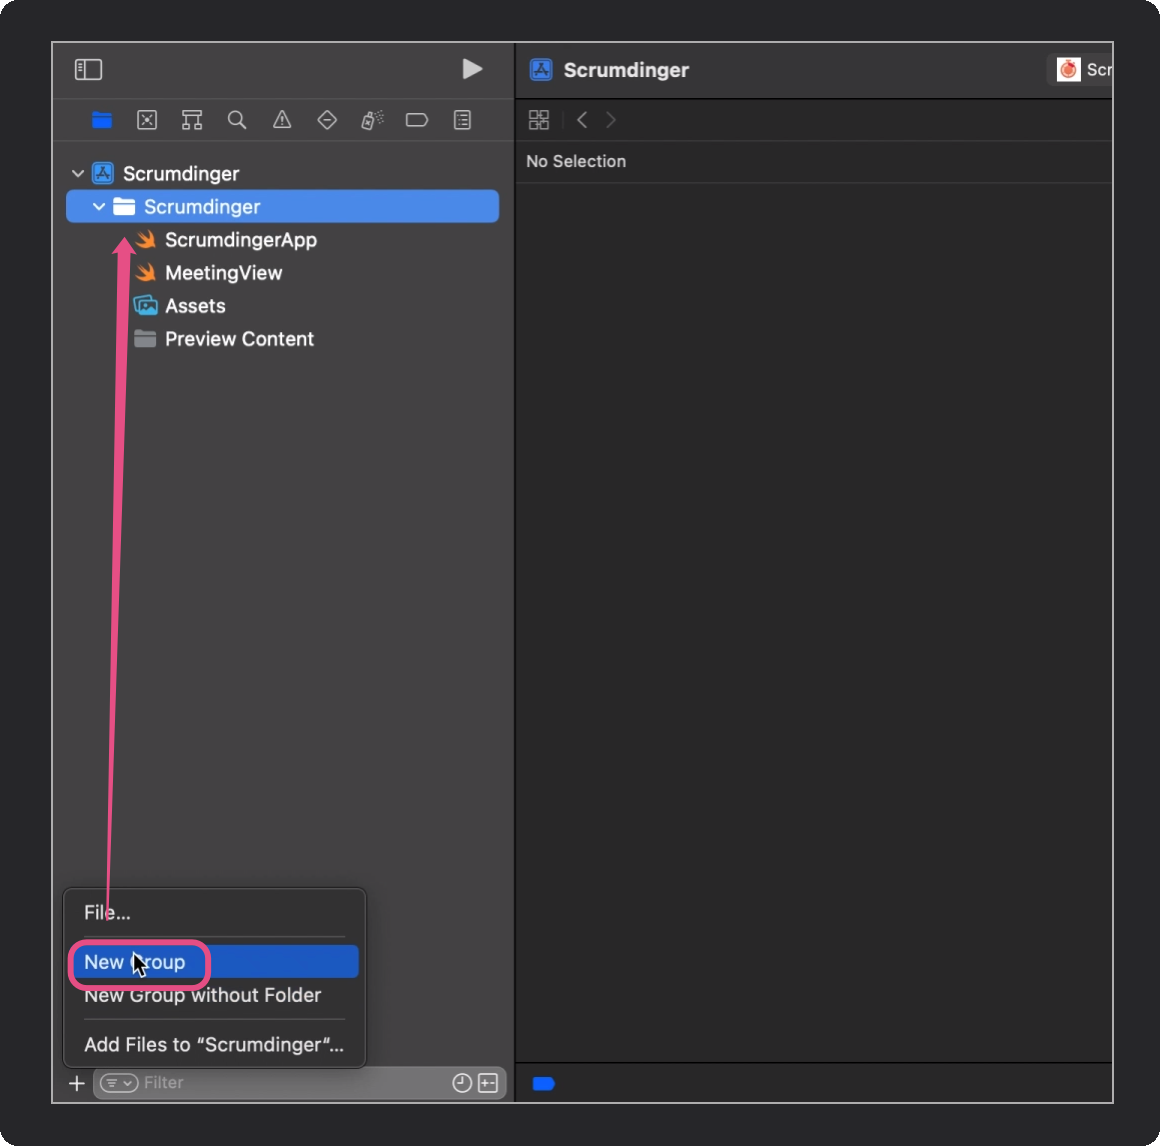 Scrumdinger
Scr
No Selection
Scrumdinger
Scrumdinger
ScrumdingerApp
MeetingView
Assets
Preview Content
File...
New Group
New Group without Folder
Add Files to “Scrumdinger“...
Filter